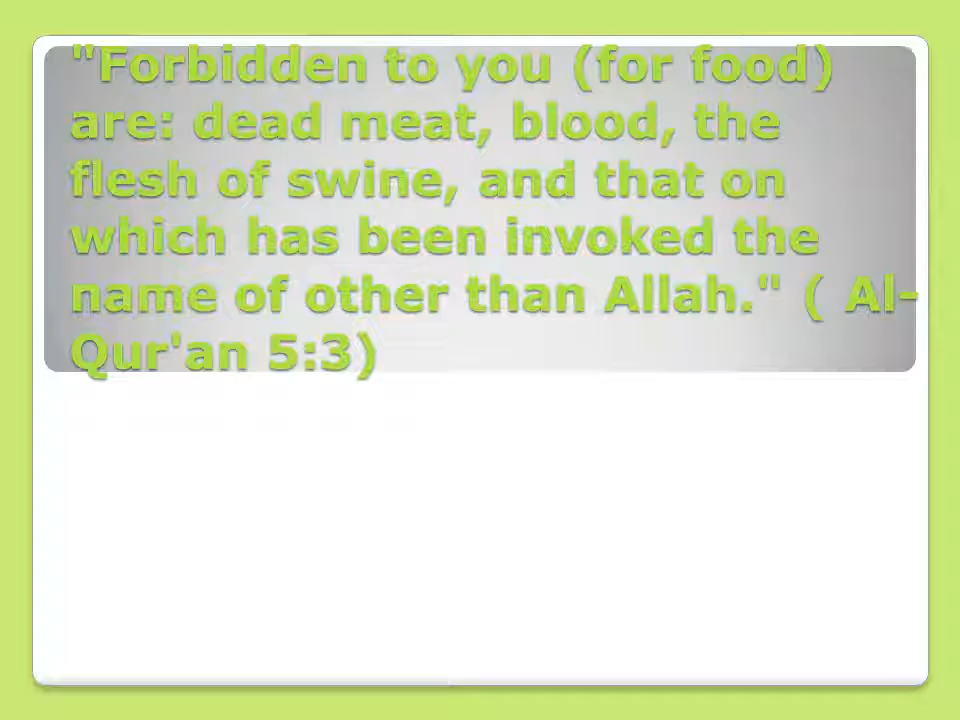 "Forbidden to you (for food)
are: dead meat, blood, the
flesh of swine, and that on
which has been invoked the
name of other than Allah." ( Al-
Qur'an 5:3)